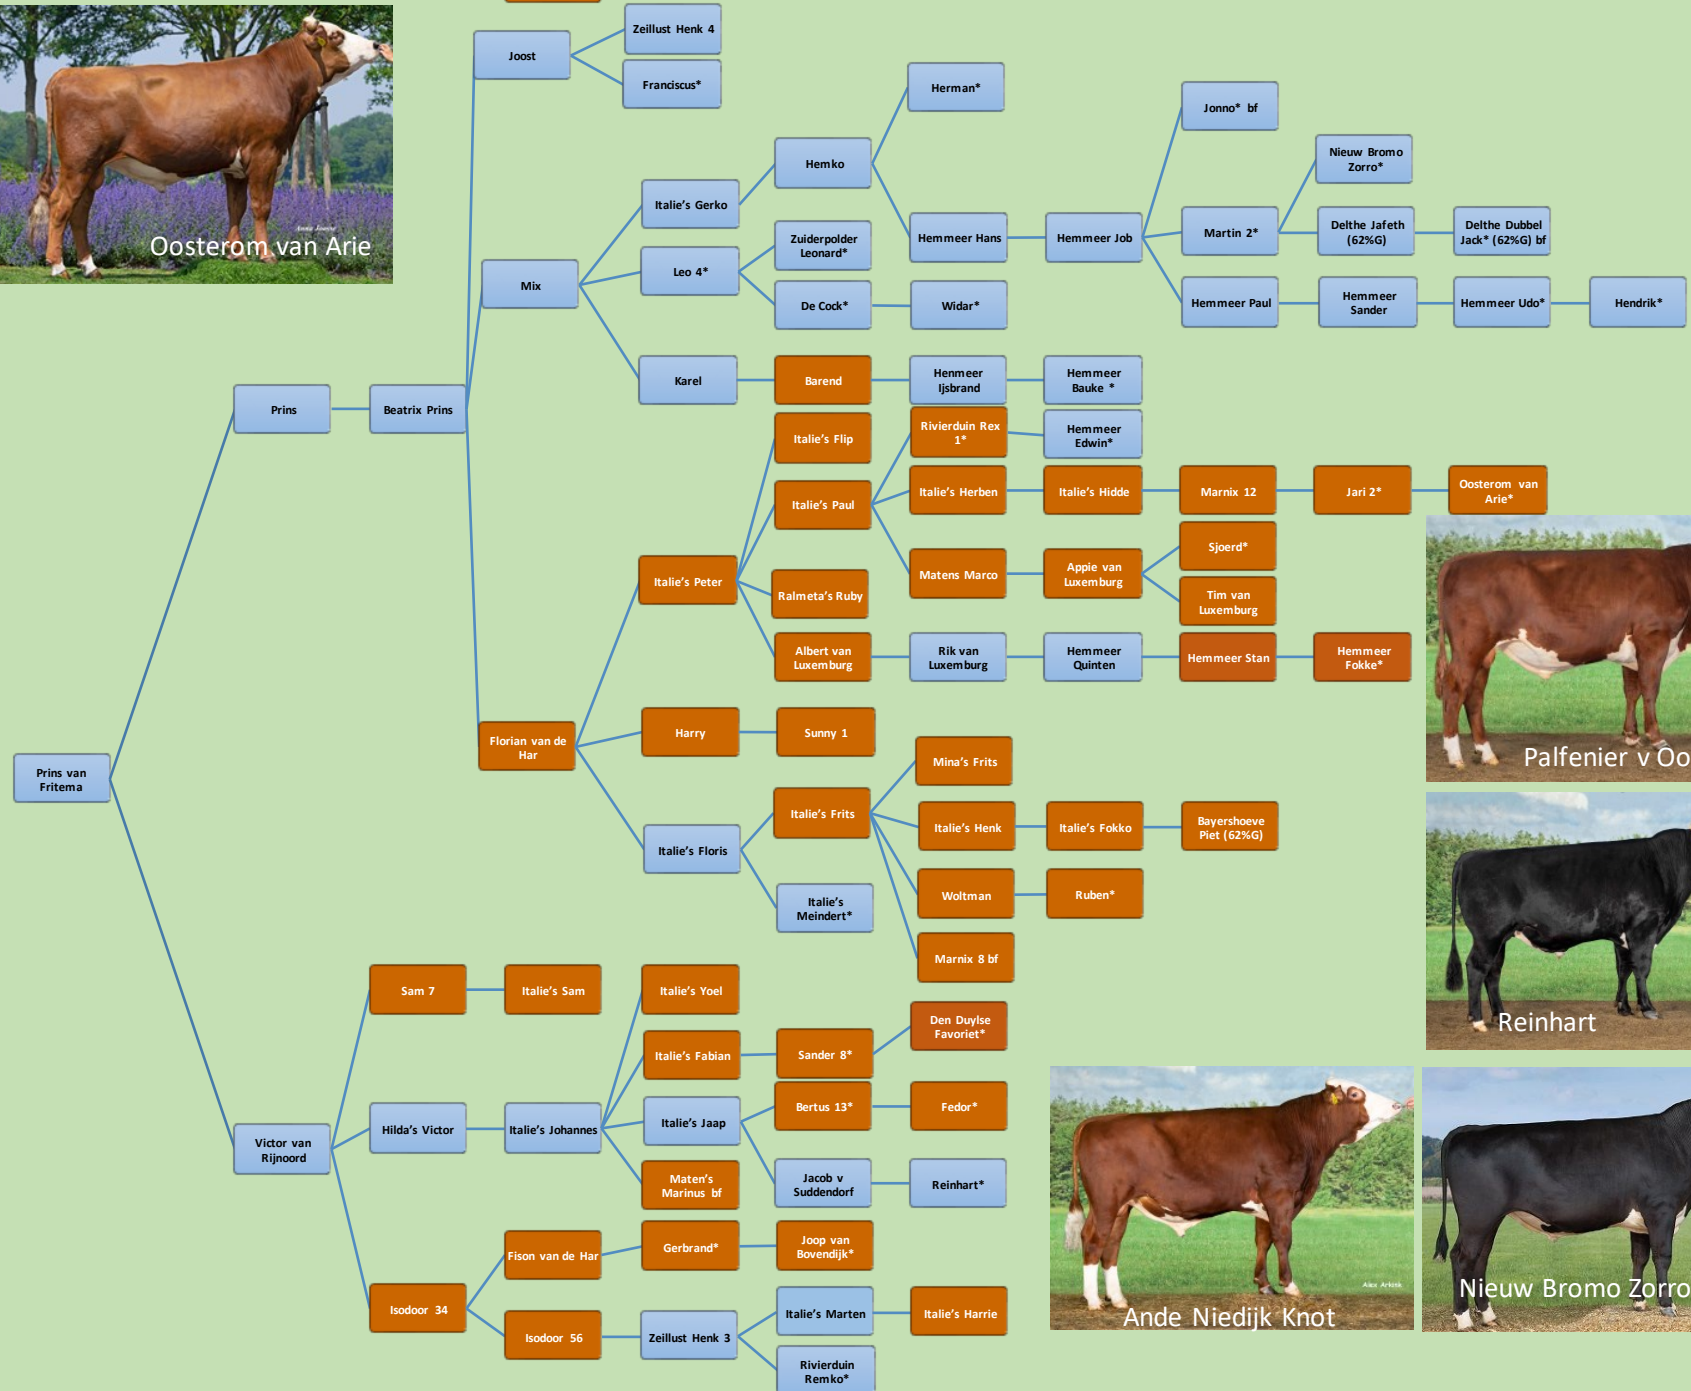 Joost
Zeillust Henk 4
Franciscus*
Herman*
Jonno* bf
Nieuw Bromo
Zorro*
Hemko
Italie's Gerko
Zuiderpolder
Leonard*
Hemmeer Hans
Hemmeer Job
Martin 2*
Delthe Jafeth
(62%G)
Delthe Dubbel
Jack* (62%G) bf
Oosterom van Arie
Mix
Leo 4*
De Cock*
Widar*
Hemmeer Paul
Hemmeer
Sander
Hemmeer Udo*
Hendrik*
Karel
Barend
Henmeer
Ijsbrand
Hemmeer
Bauke *
Prins
Beatrix Prins
Italie's Flip
Rivierduin Rex
1*
Hemmeer
Edwin*
Italie's Paul
Italie's Herben
Italie's Hidde
Marnix 12
Jari 2*
Oosterom van
Arie*
Italie's Peter
Ralmeta's Ruby
Matens Marco
Appie van
Luxemburg
Sjoerd*
Tim van
Luxemburg
Albert van
Luxemburg
Rik van
Luxemburg
Hemmeer
Quinten
Hemmeer Stan
Hemmeer
Fokke*
Florian van de
Har
Harry
Sunny 1
Palfenier v Oo
Prins van
Fritema
Mina's Frits
Italie's Frits
Italie's Henk
Italie's Fokko
Bayershoeve
Piet (62%G)
Italie's Floris
Italie's
Meindert*
Woltman
Ruben*
Marnix 8 bf
Reinhart
Sam 7
Italie's Sam
Italie's Yoel
Italie's Fabian
Sander 8*
Den Duylse
Favoriet*
Victor van
Rijnoord
Hilda's Victor
Italie's Johannes
Italie's Jaap
Bertus 13*
Fedor*
Maten's
Marinus bf
Jacob v
Suddendorf
Reinhart*
Isodoor 34
Fison van de Har
Gerbrand*
Joop van
Bovendijk*
Isodoor 56
Zeillust Henk 3
Italie's Marten
Italie's Harrie
Rivierduin
Remko*
Alex Arkink
Ande Niedijk Knot
Nieuw Bromo Zorro